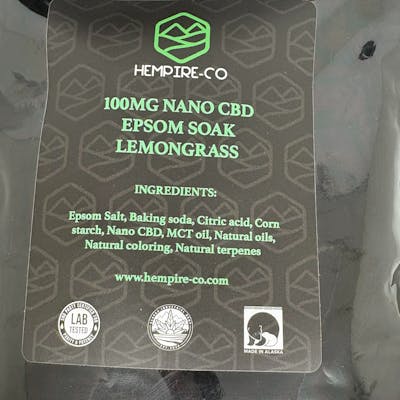 HEMPIRE-CO
100MG NANO CBD
EPSOM SOAK
LEMONGRASS
INGREDIENTS:
Epsom Salt, Baking soda, Citric acid, Corn
starch, Nano CBD, MCT oil, Natural oils,
Natural coloring, Natural terpenes
www.hempire-co.com
LAB
TESTED
MADE IN ALASKA